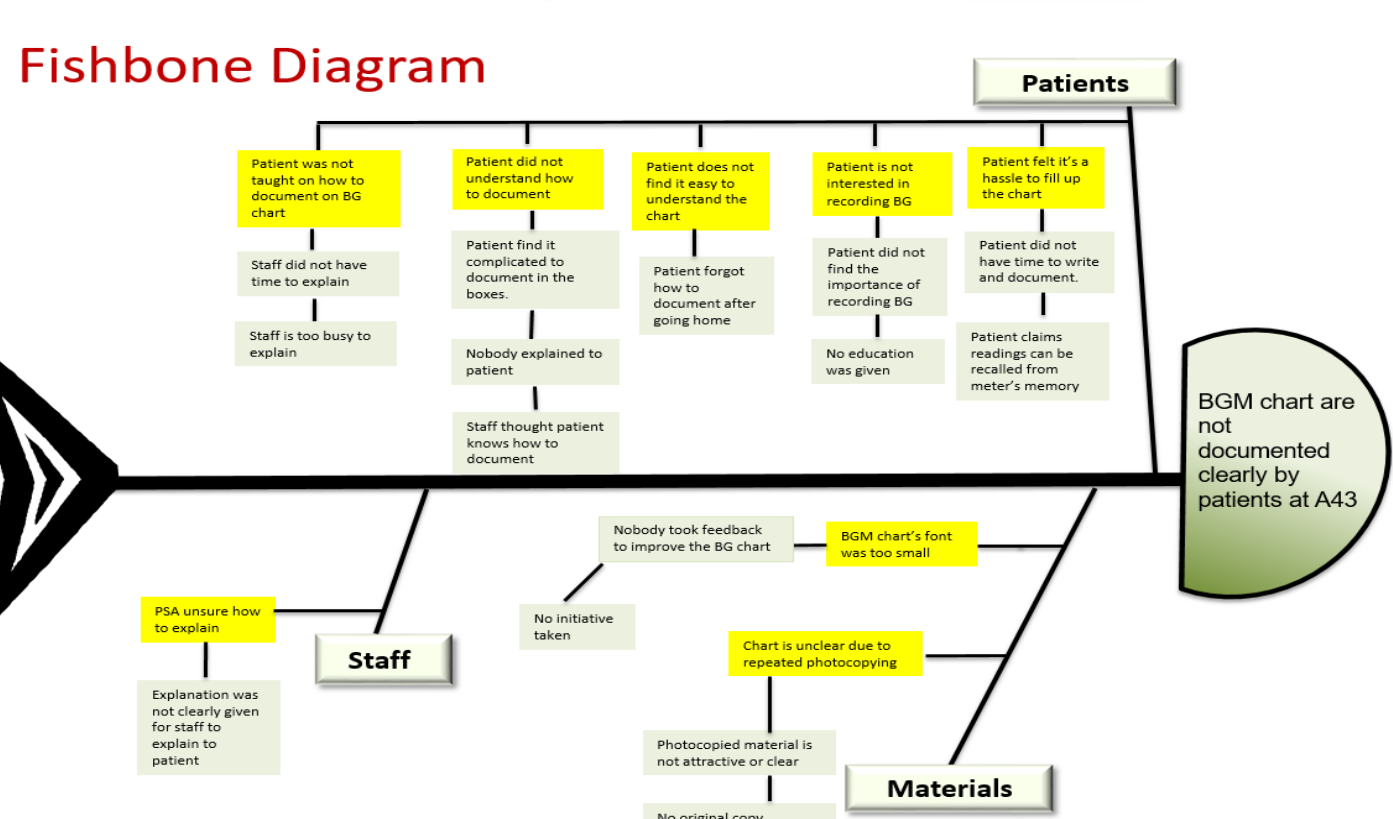 Fishbone Diagram
Patients
Patient was not
taught on how to
document on BG
chart
Staff did not have
time to explain
Staff is too busy to
explain
Patient did not
understand how
to document
Patient find it
complicated to
document in the
boxes.
Nobody explained to
patient
Staff thought patient
knows how to
document
Patient does not
find it easy to
understand the
chart
Patient forgot
how to
document after
going home
Patient is not
interested in
recording BG
Patient did not
find the
importance of
recording BG
No education
was given
Patient felt it's a
hassle to fill up
the chart
Patient did not
have time to write
and document.
Patient claims
readings can be
recalled from
meter's memory
BGM chart are
not
documented
clearly by
patients at A43
PSA unsure how
to explain
Explanation was
not clearly given
for staff to
explain to
patient
Staff
Nobody took feedback
to improve the BG chart
BGM chart's font
was too small
No initiative
taken
Chart is unclear due to
repeated photocopying
Photocopied material is
not attractive or clear
No original copy
Materials